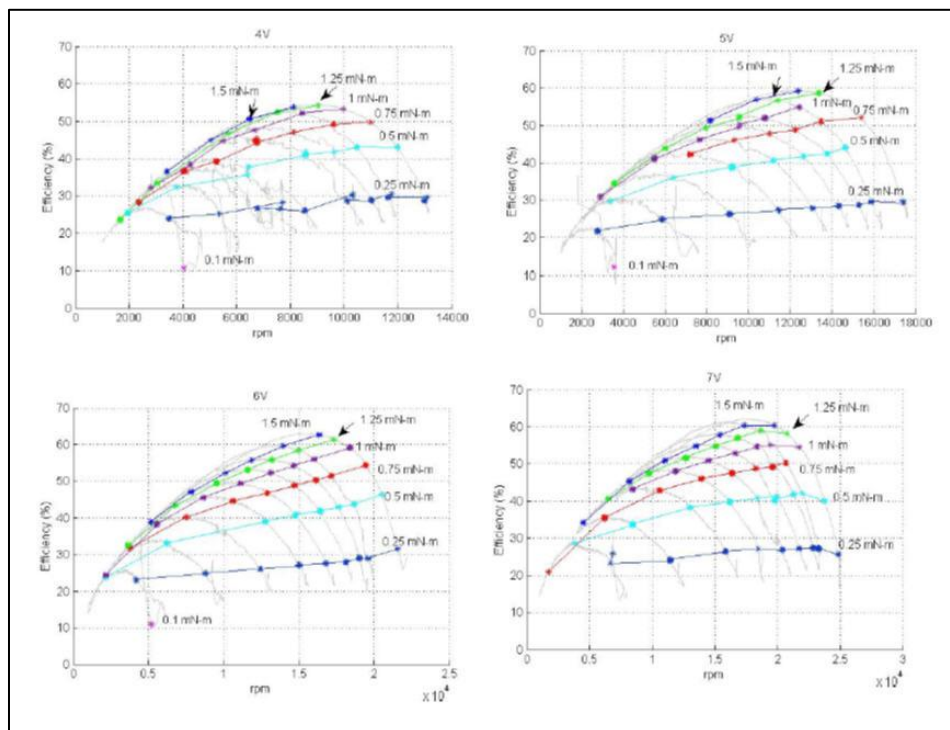 4V
70
60
50
40
30
20
10
0
Efficiency (%)
0 2000 4000 6000 8000 10000 12000 14000
rpm
1.5 mN-m
1.25 mN-m
1 mN-m
0.75 mN-m
0.5 mN-m
0.25 mN-m
0.1 mN-m
5V
70
60
50
40
30
20
10
0
Efficiency (%)
0 2000 4000 6000 8000 10000 12000 14000 16000 18000
rpm
1.5 mN-m
1.25 mN-m
1 mN-m
0.75 mN-m
0.5 mN-m
0.25 mN-m
0.1 mN-m
6V
70
60
50
40
30
20
10
0
Efficiency (%)
0 0.5 1 1.5 2 2.5
x 10⁴
rpm
1.5 mN-m
1.25 mN-m
1 mN-m
0.75 mN-m
0.5 mN-m
0.25 mN-m
0.1 mN-m
7V
70
60
50
40
30
20
10
0
Efficiency (%)
0 0.5 1 1.5 2 2.5 3
x 10⁴
rpm
1.5 mN-m
1.25 mN-m
1 mN-m
0.75 mN-m
0.5 mN-m
0.25 mN-m